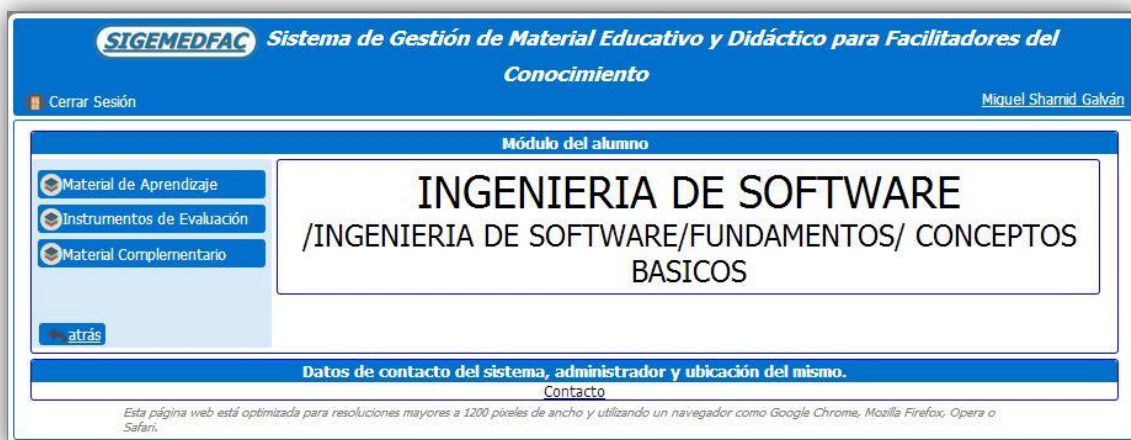 SIGEMEDFAC Sistema de Gestión de Material Educativo y Didáctico para Facilitadores del
Conocimiento
Cerrar Sesión
Miguel Sharnid Galván
Módulo del alumno
Material de Aprendizaje
Instrumentos de Evaluación
Material Complementario
atrás
INGENIERIA DE SOFTWARE
/INGENIERIA DE SOFTWARE/FUNDAMENTOS/ CONCEPTOS
BASICOS
Datos de contacto del sistema, administrador y ubicación del mismo.
Contacto
Esta página web está optimizada para resoluciones mayores a 1200 pixeles de ancho y utilizando un navegador como Google Chrome, Mozilla Firefox, Opera o
Safari.